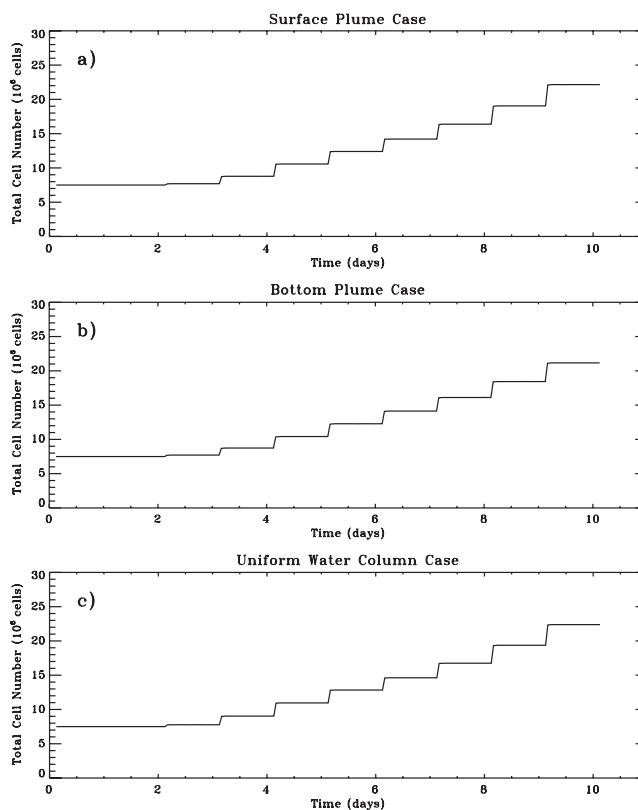 Surface Plume Case
a)
Total Cell Number (10⁶ cells)
30
25
20
15
10
5
0
0 2 4 6 8 10
Time (days)
Bottom Plume Case
b)
Total Cell Number (10⁶ cells)
30
25
20
15
10
5
0
0 2 4 6 8 10
Time (days)
Uniform Water Column Case
c)
Total Cell Number (10⁶ cells)
30
25
20
15
10
5
0
0 2 4 6 8 10
Time (days)